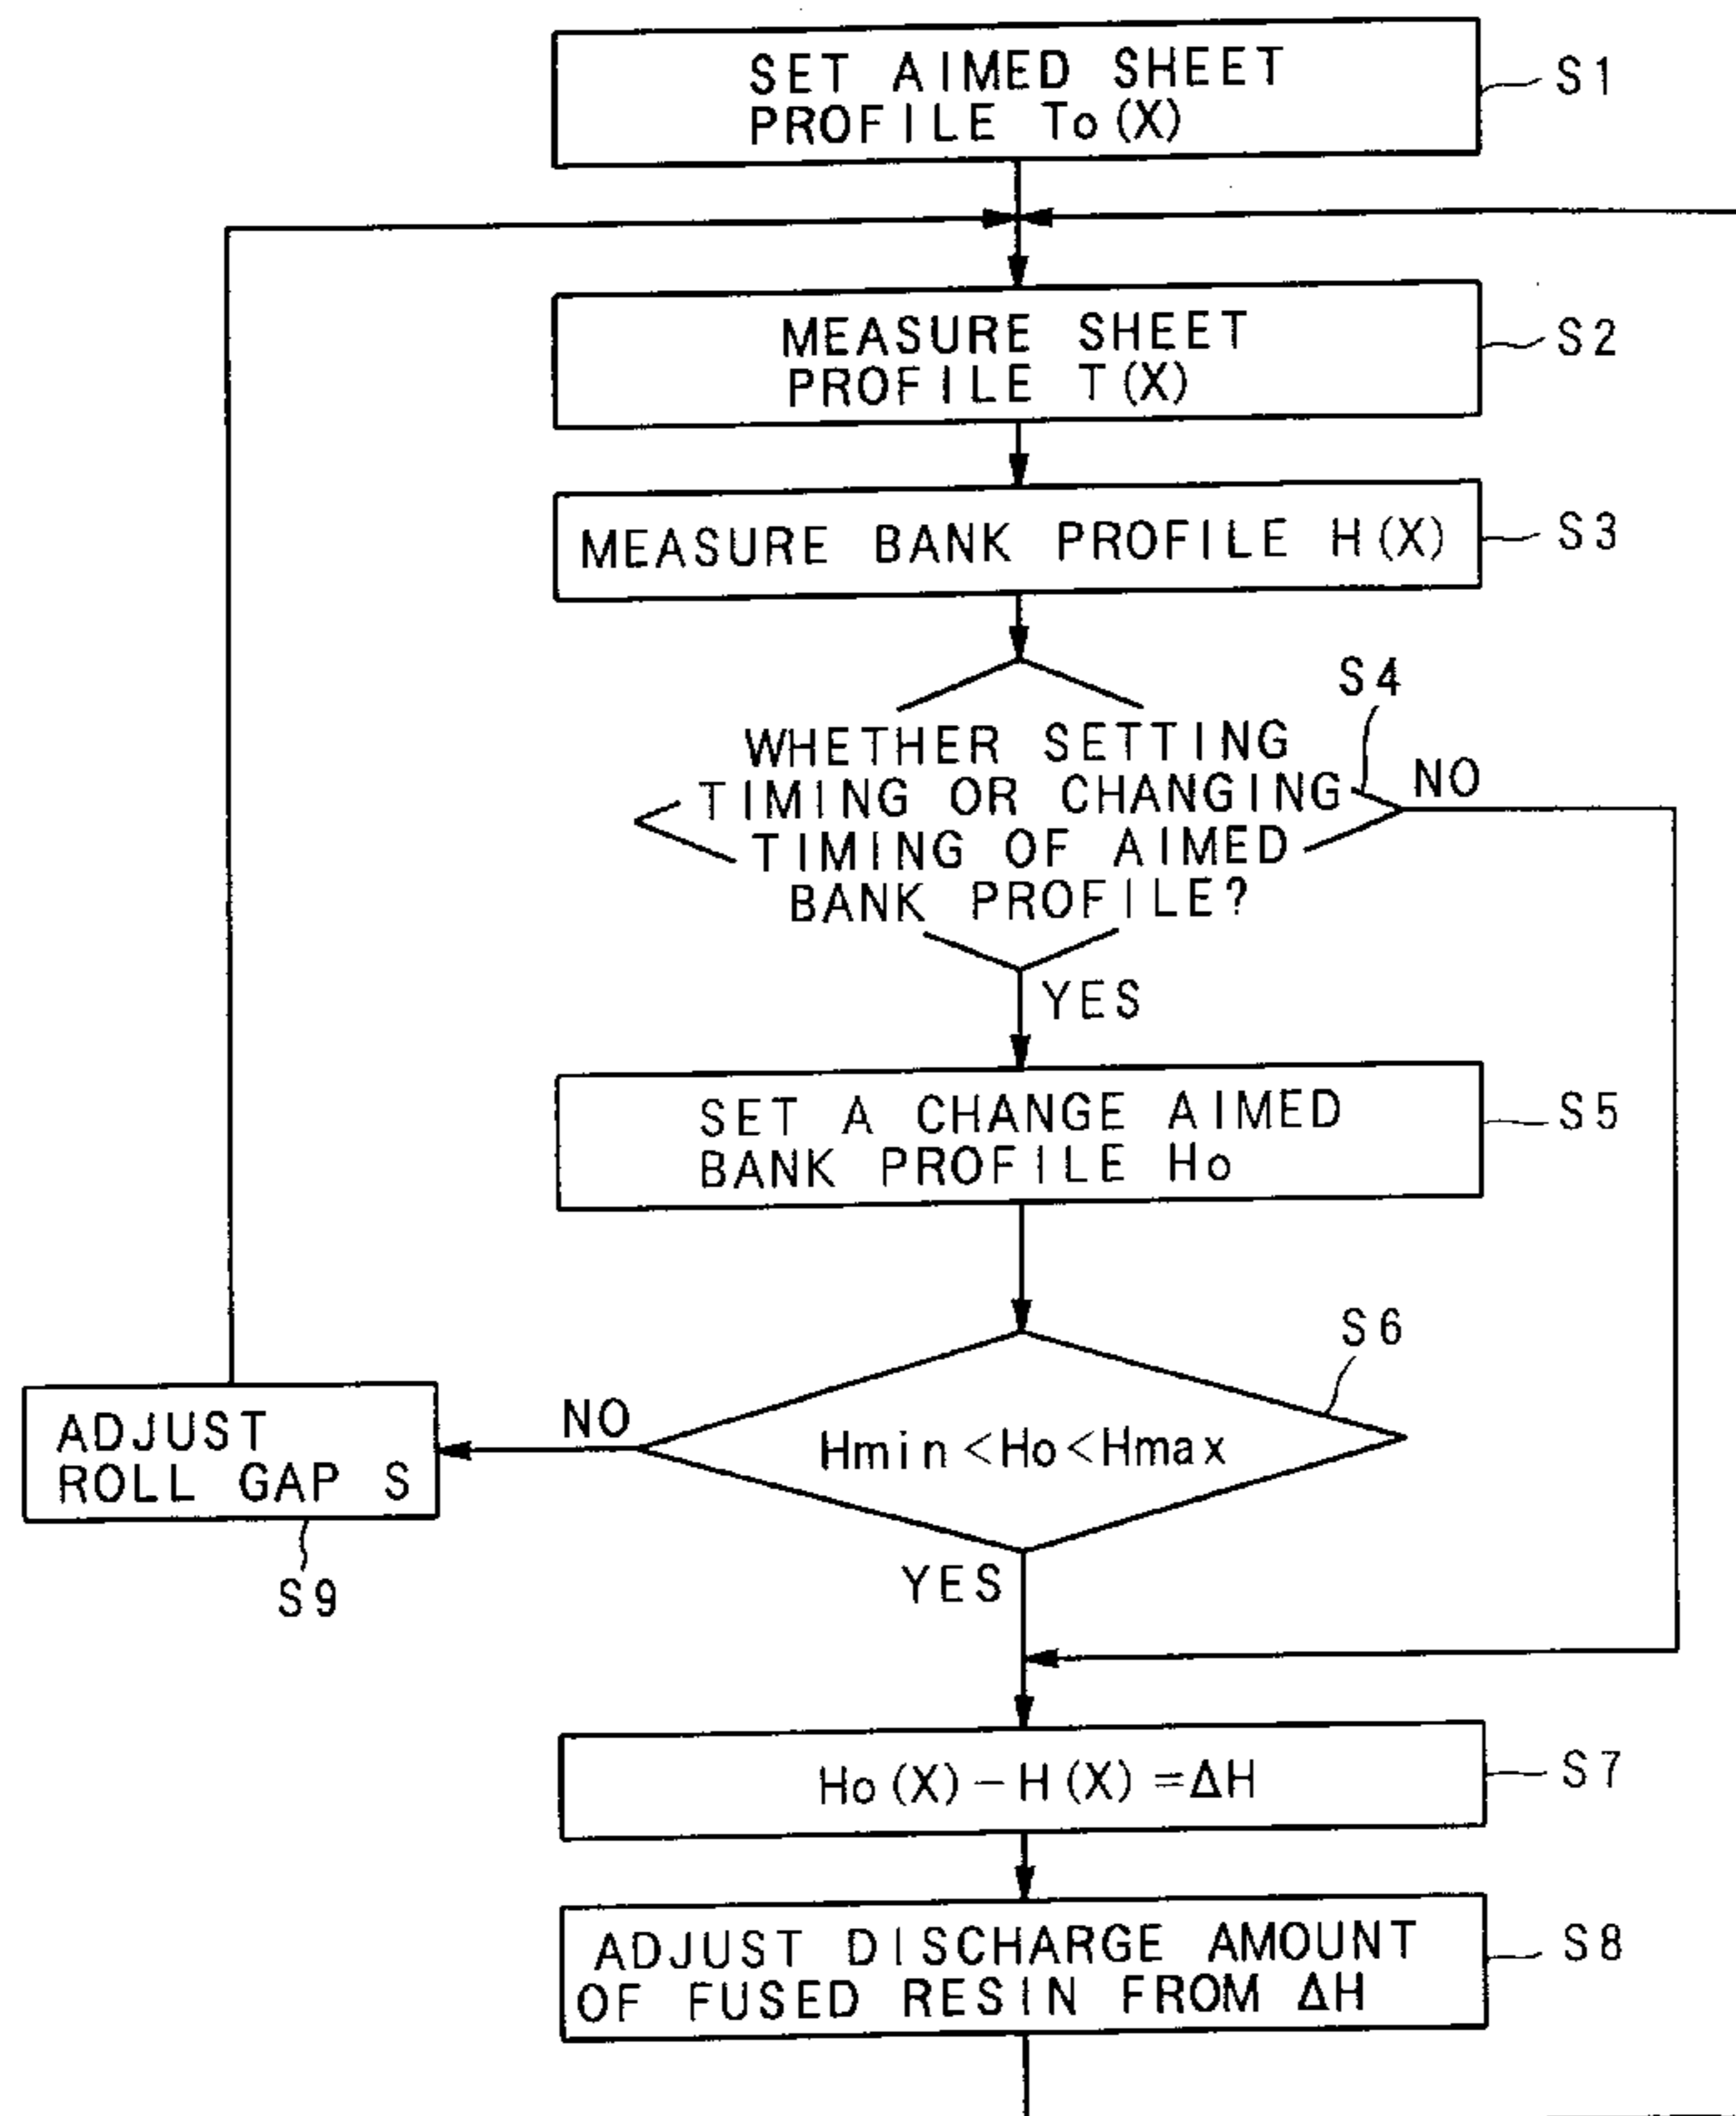 SET AIMED SHEET
PROFILE To(X)
S1
MEASURE SHEET
PROFILE T(X)
S2
MEASURE BANK PROFILE H(X)
S3
S4
WHETHER SETTING
TIMING OR CHANGING
TIMING OF AIMED
BANK PROFILE?
NO
YES
SET A CHANGE AIMED
BANK PROFILE Ho
S5
S6
Hmin<Ho<Hmax
NO
ADJUST
ROLL GAP S
S9
YES
Ho(X)-H(X)=ΔH
S7
ADJUST DISCHARGE AMOUNT
OF FUSED RESIN FROM ΔH
S8